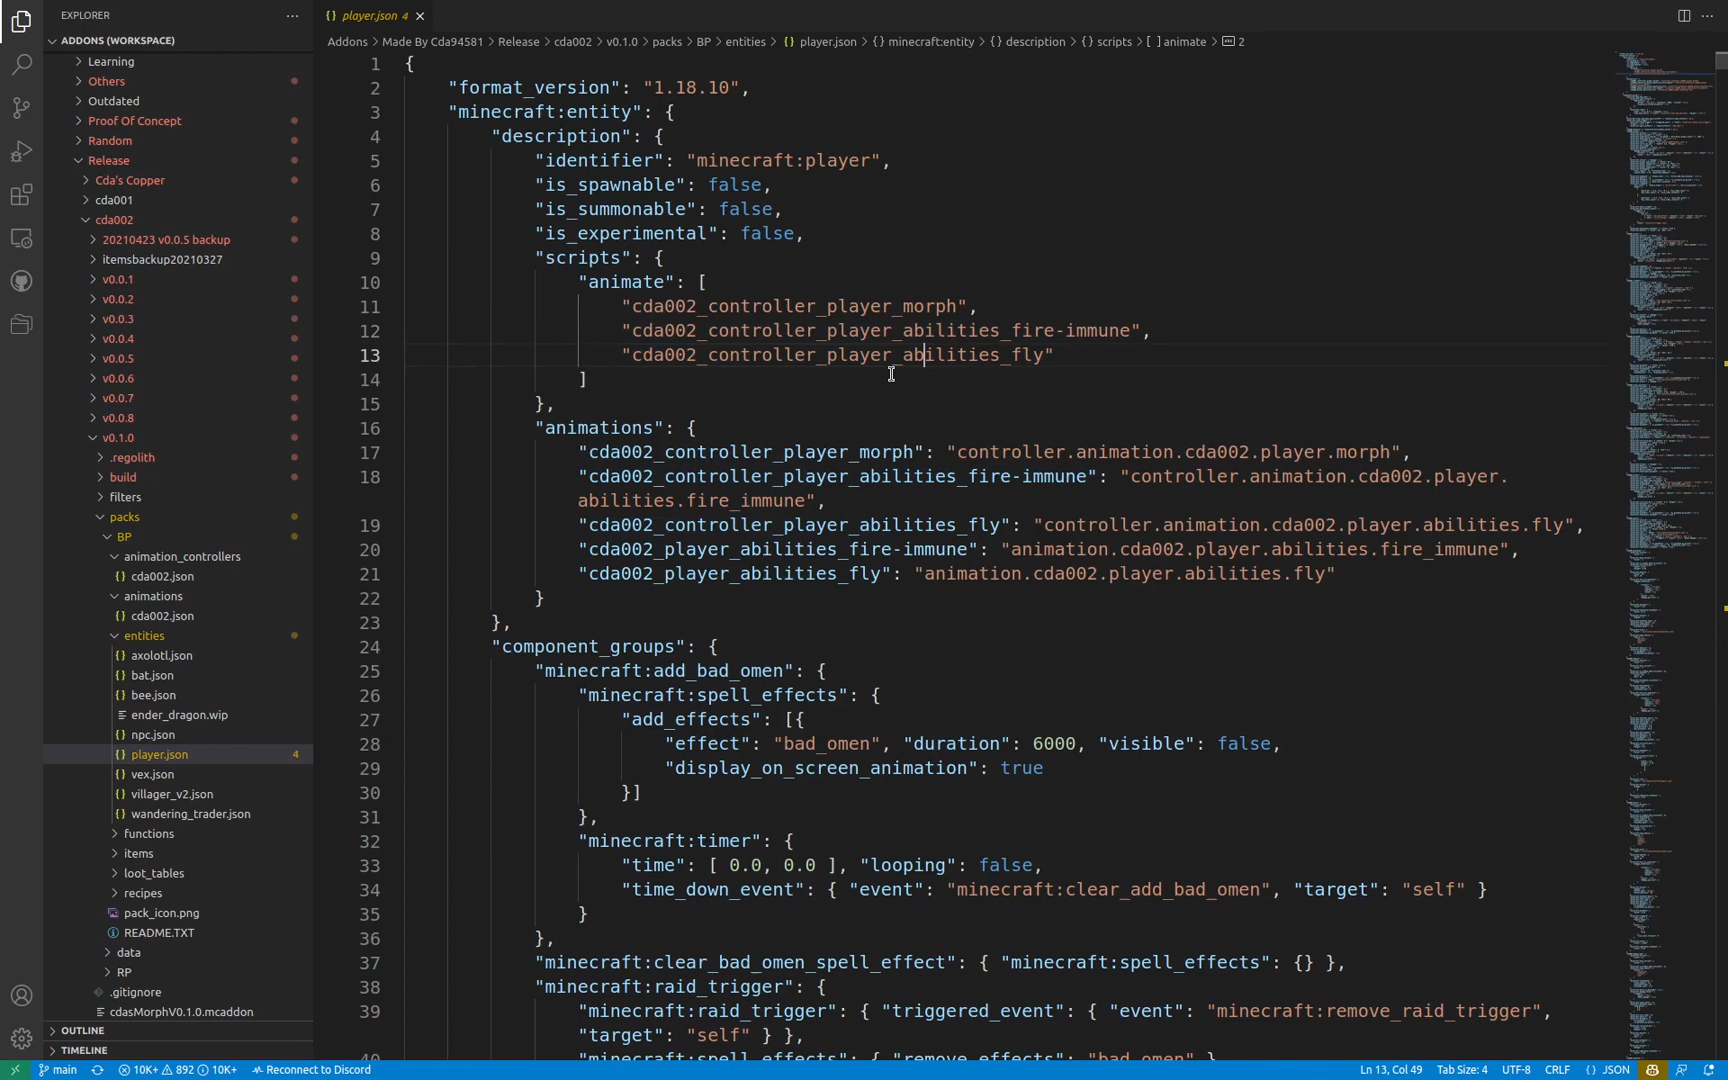 EXPLORER
ADDONS (WORKSPACE)
Learning
Others
Outdated
Proof Of Concept
Random
Release
Cda's Copper
cda001
cda002
20210423 v0.0.5 backup
itemsbackup20210327
v0.0.1
v0.0.2
v0.0.3
v0.0.4
v0.0.5
v0.0.6
v0.0.7
v0.0.8
v0.1.0
.regolith
build
filters
packs
BP
animation_controllers
{} cda002.json
animations
{} cda002.json
entities
{} axolotl.json
{} bat.json
{} bee.json
ender_dragon.wip
{} npc.json
{} player.json 4
{} vex.json
{} villager_v2.json
{} wandering_trader.json
functions
items
loot_tables
recipes
pack_icon.png
README.TXT
data
RP
.gitignore
cdasMorphV0.1.0.mcaddon
OUTLINE
TIMELINE
{} player.json 4
Addons > Made By Cda94581 > Release > cda002 > v0.1.0 > packs > BP > entities > {} player.json > {} minecraft:entity > {} description > {} scripts > [ ] animate > 2
1 {
2 "format_version": "1.18.10",
3 "minecraft:entity": {
4 "description": {
5 "identifier": "minecraft:player",
6 "is_spawnable": false,
7 "is_summonable": false,
8 "is_experimental": false,
9 "scripts": {
10 "animate": [
11 "cda002_controller_player_morph",
12 "cda002_controller_player_abilities_fire-immune",
13 "cda002_controller_player_abilities_fly"
14 ]
15 },
16 "animations": {
17 "cda002_controller_player_morph": "controller.animation.cda002.player.morph",
18 "cda002_controller_player_abilities_fire-immune": "controller.animation.cda002.player.
abilities.fire_immune",
19 "cda002_controller_player_abilities_fly": "controller.animation.cda002.player.abilities.fly",
20 "cda002_player_abilities_fire-immune": "animation.cda002.player.abilities.fire_immune",
21 "cda002_player_abilities_fly": "animation.cda002.player.abilities.fly"
22 }
23 },
24 "component_groups": {
25 "minecraft:add_bad_omen": {
26 "minecraft:spell_effects": {
27 "add_effects": [{
28 "effect": "bad_omen", "duration": 6000, "visible": false,
29 "display_on_screen_animation": true
30 }]
31 },
32 "minecraft:timer": {
33 "time": [ 0.0, 0.0 ], "looping": false,
34 "time_down_event": { "event": "minecraft:clear_add_bad_omen", "target": "self" }
35 }
36 },
37 "minecraft:clear_bad_omen_spell_effect": { "minecraft:spell_effects": {} },
38 "minecraft:raid_trigger": {
39 "minecraft:raid_trigger": { "triggered_event": { "event": "minecraft:remove_raid_trigger",
"target": "self" } },
40 "minecraft:spell_effects": { "remove_effects": "bad_omen" }
main 10K+ 892 10K+ Reconnect to Discord
Ln 13, Col 49 Tab Size: 4 UTF-8 CRLF {} JSON